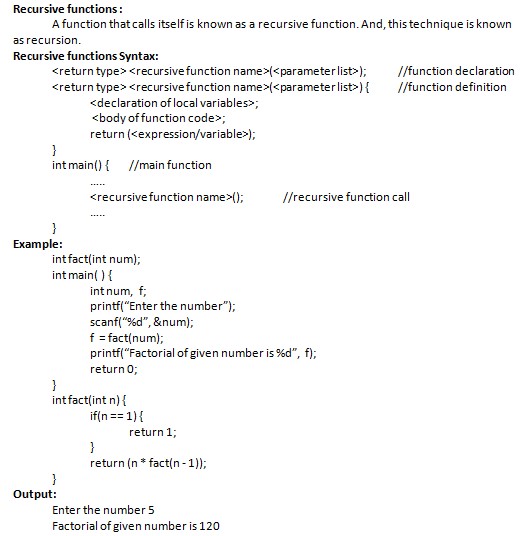 Recursive functions :
A function that calls itself is known as a recursive function. And, this technique is known
as recursion.
Recursive functions Syntax:
<return type> <recursive function name>(<parameter list>); //function declaration
<return type> <recursive function name>(<parameter list>) { //function definition
<declaration of local variables>;
<body of function code>;
return (<expression/variable>);
}
int main() { //main function
.....
<recursive function name>(); //recursive function call
.....
}
Example:
int fact(int num);
int main( ) {
int num, f;
printf(“Enter the number”);
scanf(“%d”, &num);
f = fact(num);
printf(“Factorial of given number is %d”, f);
return 0;
}
int fact(int n) {
if(n == 1) {
return 1;
}
return (n * fact(n - 1));
}
Output:
Enter the number 5
Factorial of given number is 120